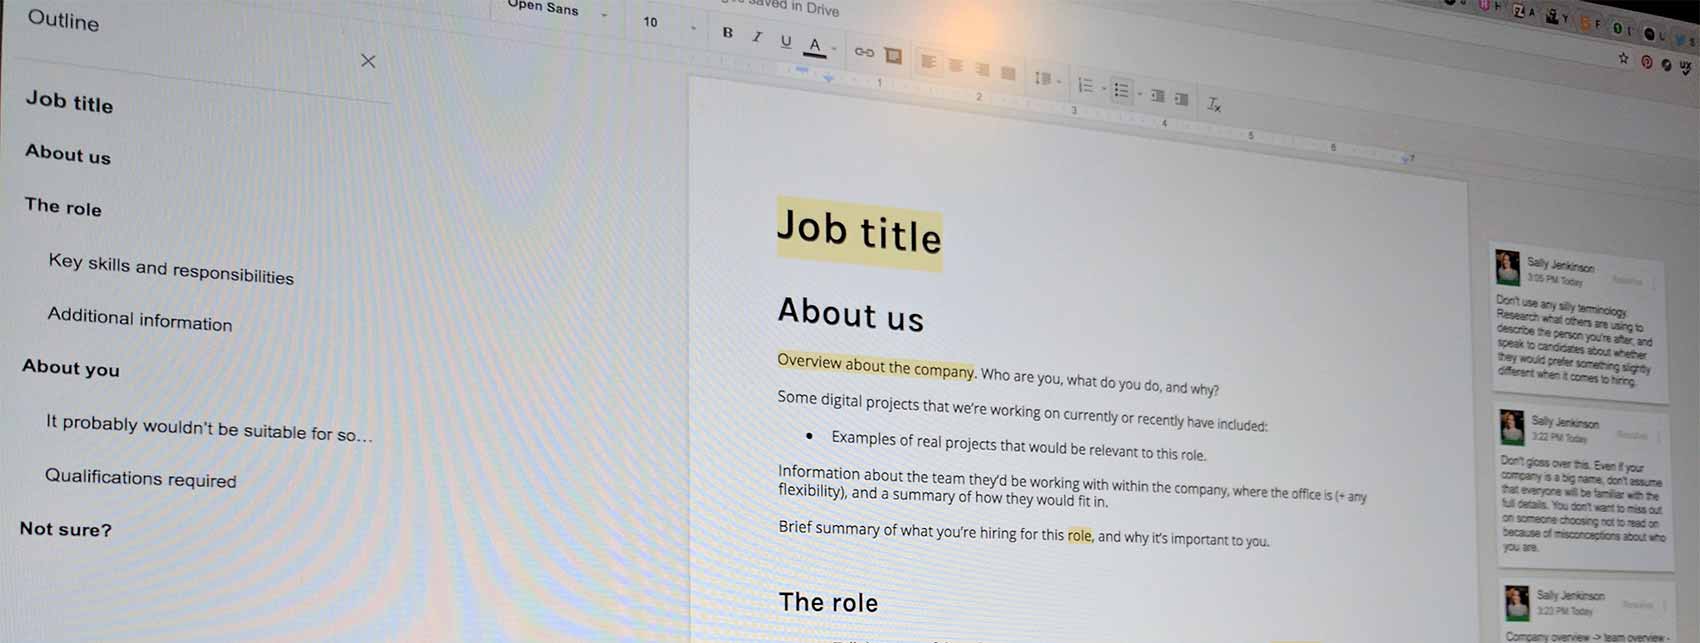 Outline
Job title
About us
The role
Key skills and responsibilities
Additional information
About you
It probably wouldn't be suitable for so...
Qualifications required
Not sure?
saved in Drive
Open Sans
10
B I U A
1 2 3 4 5 6 7
Job title
About us
Overview about the company. Who are you, what do you do, and why?
Some digital projects that we're working on currently or recently have included:
• Examples of real projects that would be relevant to this role.
Information about the team they'd be working with within the company, where the office is (+ any
flexibility), and a summary of how they would fit in.
Brief summary of what you're hiring for this role, and why it's important to you.
The role
Sally Jenkinson
3:05 PM Today
Resolve
Don't use any silly terminology.
Research what others are using to
describe the person you're after, and
speak to candidates about whether
they would prefer something slightly
different when it comes to hiring.
Sally Jenkinson
3:22 PM Today
Resolve
Don't gloss over this. Even if your
company is a big name, don't assume
that everyone will be familiar with the
full details. You don't want to miss out
on someone choosing not to read on
because of misconceptions about who
you are.
Sally Jenkinson
3:23 PM Today
Resolve
Company overview -> team overview -